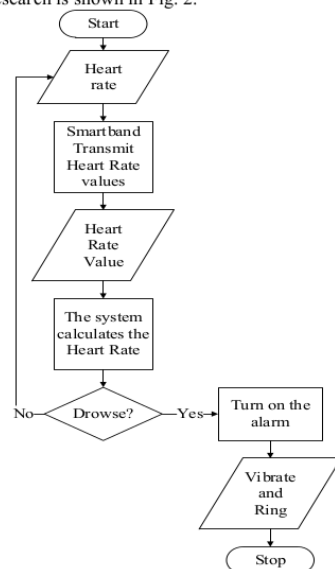 esearch is shown in Fig. 2.
Start
Heart
rate
Smartband
Transmit
Heart Rate
values
Heart
Rate
Value
The system
calculates the
Heart Rate
Drowse?
No
Yes
Turn on the
alarm
Vibrate
and
Ring
Stop